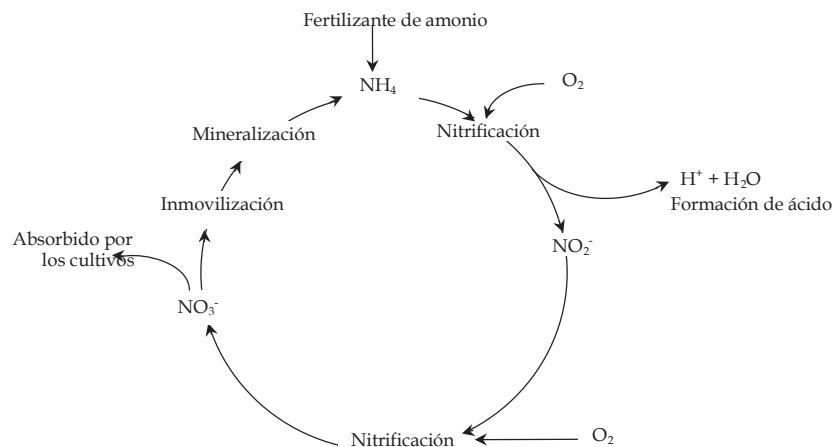 Fertilizante de amonio
NH₄
O₂
Nitrificación
Mineralización
H⁺ + H₂O
Formación de ácido
Inmovilización
Absorbido por
los cultivos
NO₂⁻
NO₃⁻
Nitrificación
O₂